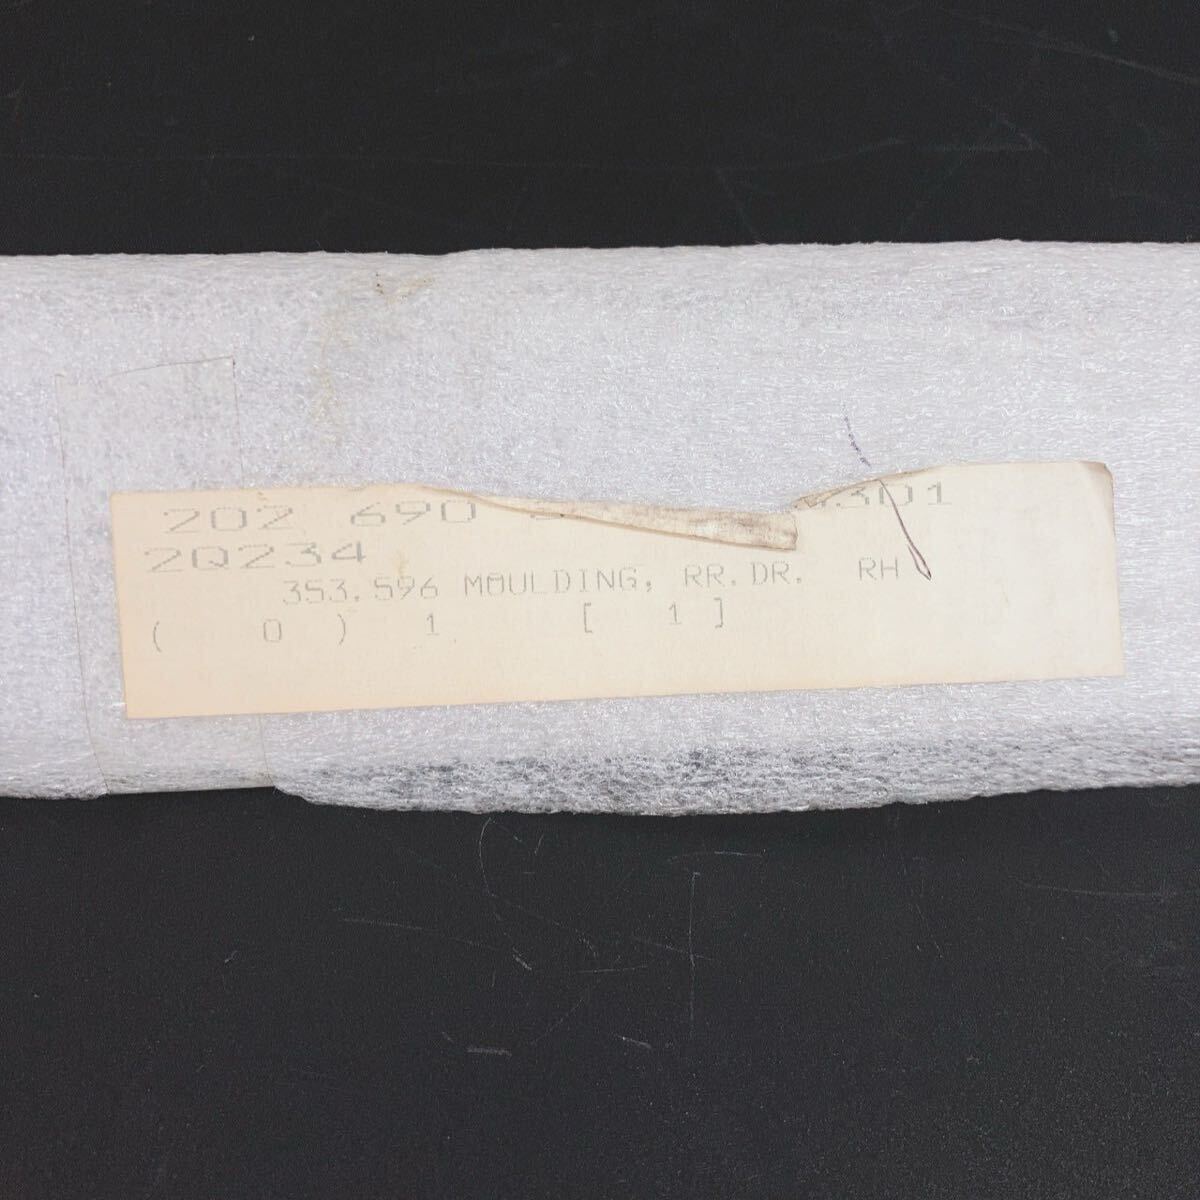 202 690
2Q234
353,596 MOULDING, RR.DR. RH
( 0 ) 1 [ 1 ]